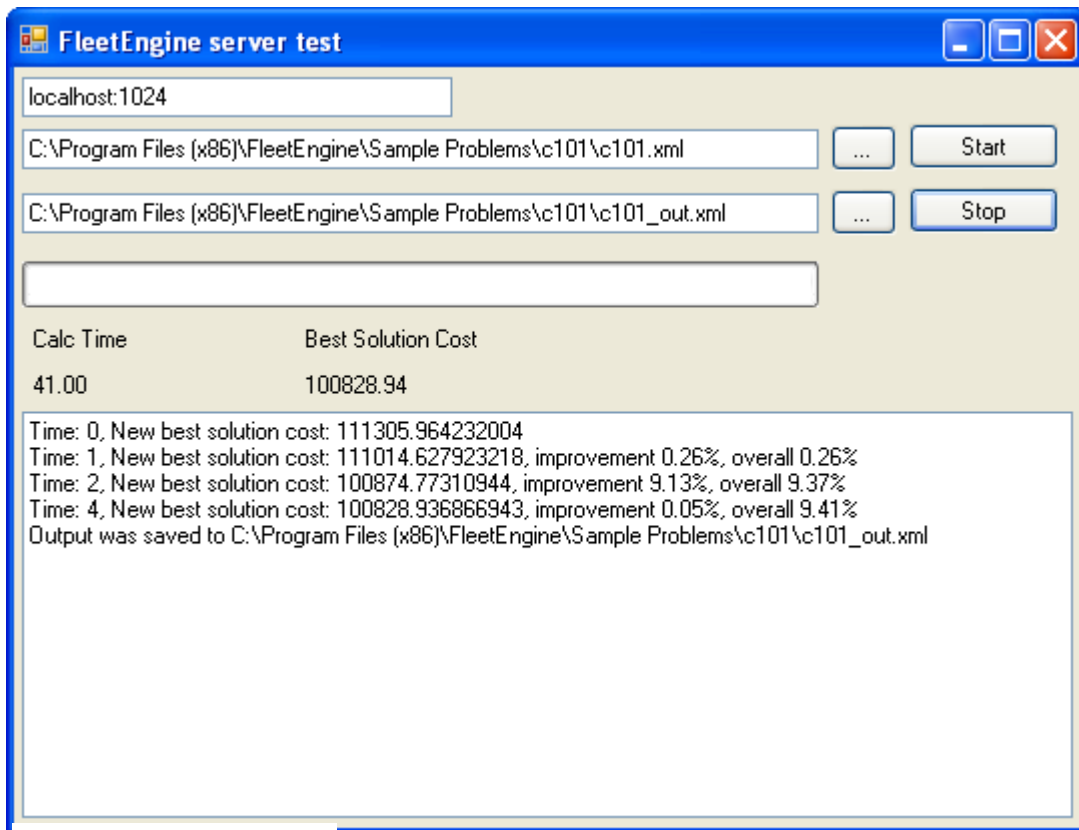 FleetEngine server test
localhost:1024
C:\Program Files (x86)\FleetEngine\Sample Problems\c101\c101.xml ... Start
C:\Program Files (x86)\FleetEngine\Sample Problems\c101\c101_out.xml ... Stop
Calc Time Best Solution Cost
41.00 100828.94
Time: 0, New best solution cost: 111305.964232004
Time: 1, New best solution cost: 111014.627923218, improvement 0.26%, overall 0.26%
Time: 2, New best solution cost: 100874.77310944, improvement 9.13%, overall 9.37%
Time: 4, New best solution cost: 100828.936866943, improvement 0.05%, overall 9.41%
Output was saved to C:\Program Files (x86)\FleetEngine\Sample Problems\c101\c101_out.xml